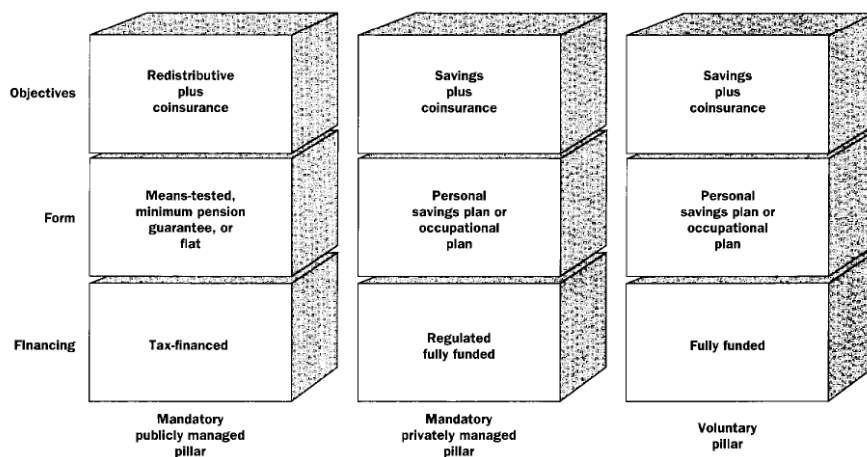 Objectives
Redistributive
plus
coinsurance
Savings
plus
coinsurance
Savings
plus
coinsurance
Form
Means-tested,
minimum pension
guarantee, or
flat
Personal
savings plan or
occupational
plan
Personal
savings plan or
occupational
plan
Financing
Tax-financed
Regulated
fully funded
Fully funded
Mandatory
publicly managed
pillar
Mandatory
privately managed
pillar
Voluntary
pillar